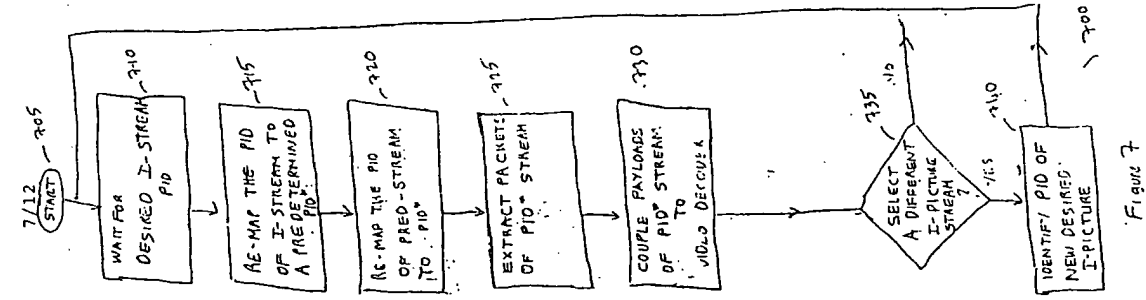 7/12
START
705
WAIT FOR
DESIRED I-STREAM
PID
710
RE-MAP THE PID
OF I-STREAM TO
A PREDETERMINED
PID*
715
RE-MAP THE PID
OF PRED-STREAM
TO PID*
720
EXTRACT PACKETS
OF PID* STREAM
725
COUPLE PAYLOADS
OF PID* STREAM
TO
VIDEO DECODER
730
SELECT
A DIFFERENT
I-PICTURE
STREAM
?
735
NO
YES
IDENTIFY PID OF
NEW DESIRED
I-PICTURE
740
700
Figure 7